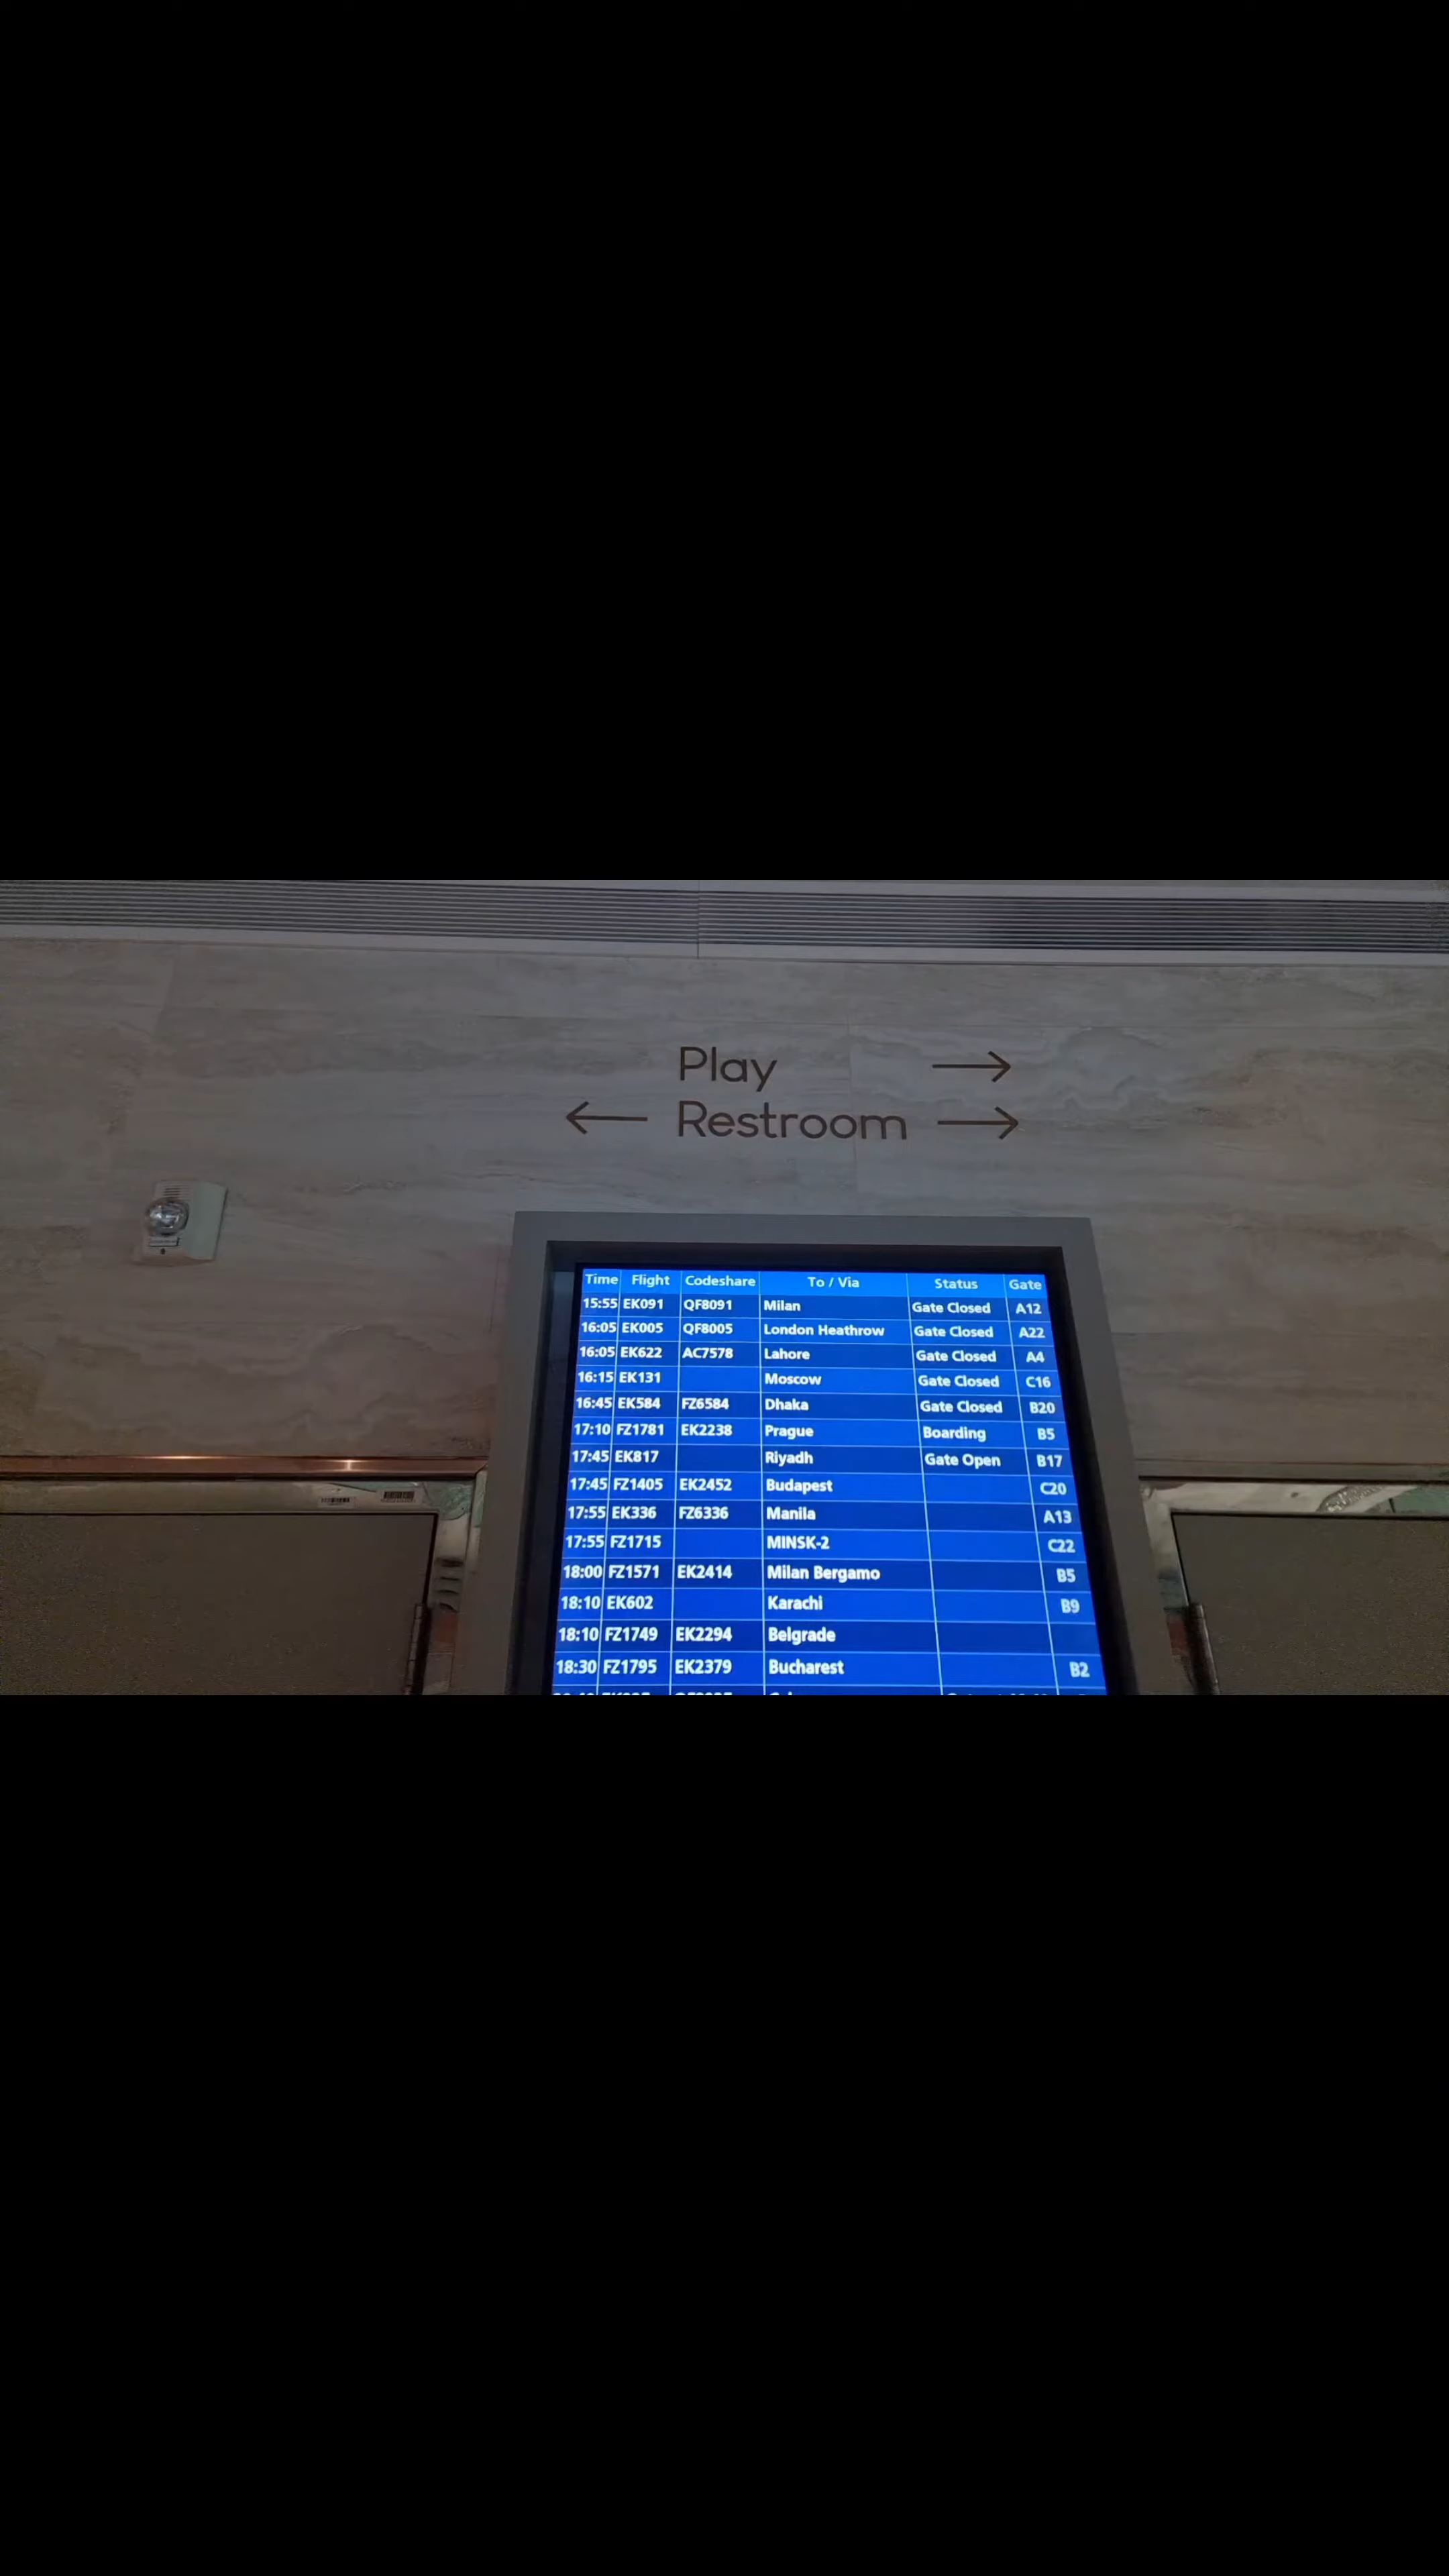 Play →
← Restroom →
Time Flight Codeshare To / Via Status Gate
15:55 EK091 QF8091 Milan Gate Closed A12
16:05 EK005 QF8005 London Heathrow Gate Closed A22
16:05 EK622 AC7578 Lahore Gate Closed A4
16:15 EK131 Moscow Gate Closed C16
16:45 EK584 FZ6584 Dhaka Gate Closed B20
17:10 FZ1781 EK2238 Prague Boarding B5
17:45 EK817 Riyadh Gate Open B17
17:45 FZ1405 EK2452 Budapest C20
17:55 EK336 FZ6336 Manila A13
17:55 FZ1715 MINSK-2 C22
18:00 FZ1571 EK2414 Milan Bergamo B5
18:10 EK602 Karachi B9
18:10 FZ1749 EK2294 Belgrade
18:30 FZ1795 EK2379 Bucharest B2